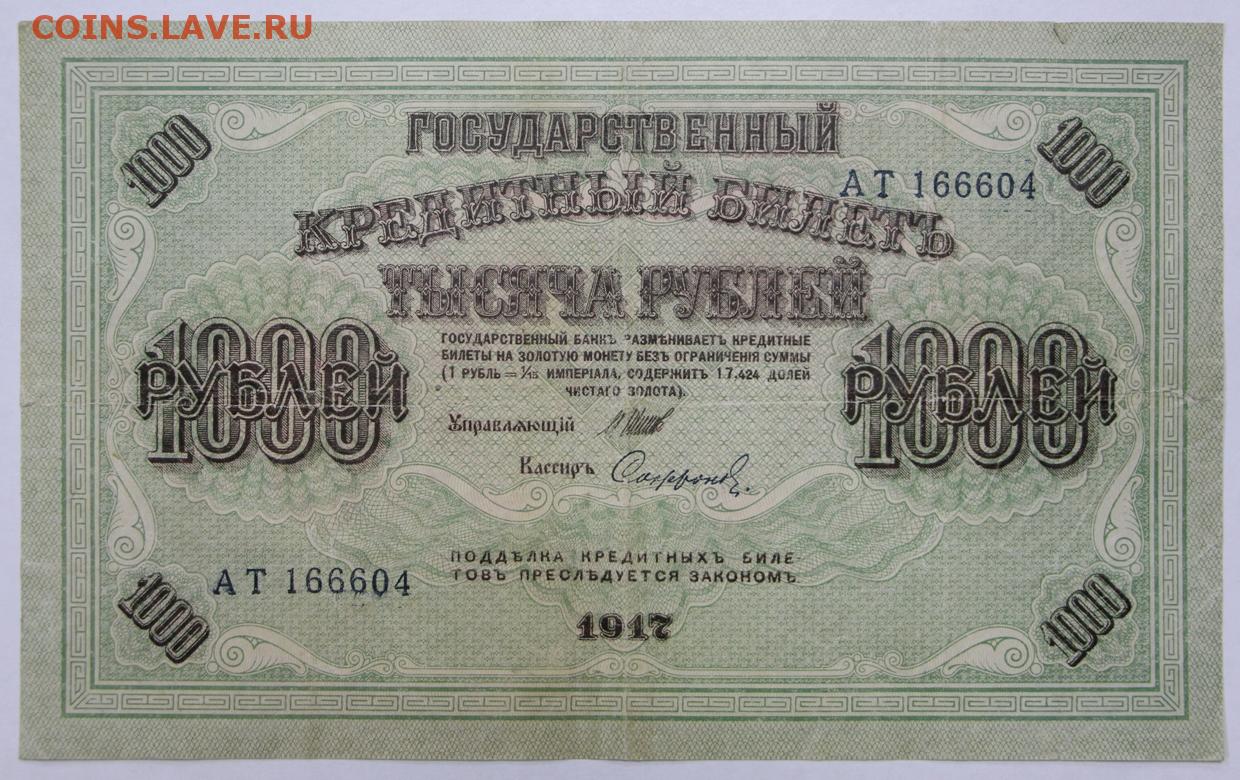 COINS.LAVE.RU
1000
1000
ГОСУДАРСТВЕННЫЙ
АТ 166604
КРЕДИТНЫЙ БИЛЕТЪ
ТЫСЯЧА РУБЛЕЙ
1000
РУБЛЕЙ
1000
РУБЛЕЙ
ГОСУДАРСТВЕННЫЙ БАНКЪ РАЗМѢНИВАЕТЪ КРЕДИТНЫЕ
БИЛЕТЫ НА ЗОЛОТУЮ МОНЕТУ БЕЗЪ ОГРАНИЧЕНІЯ СУММЫ
(1 РУБЛЬ = 1/15 ИМПЕРІАЛА, СОДЕРЖИТЪ 17.424 ДОЛЕЙ
ЧИСТАГО ЗОЛОТА).
Управляющій
Кассиръ Сафронов
ПОДДѢЛКА КРЕДИТНЫХЪ БИЛЕ-
ТОВЪ ПРЕСЛѢДУЕТСЯ ЗАКОНОМЪ
АТ 166604
1917
1000
1000